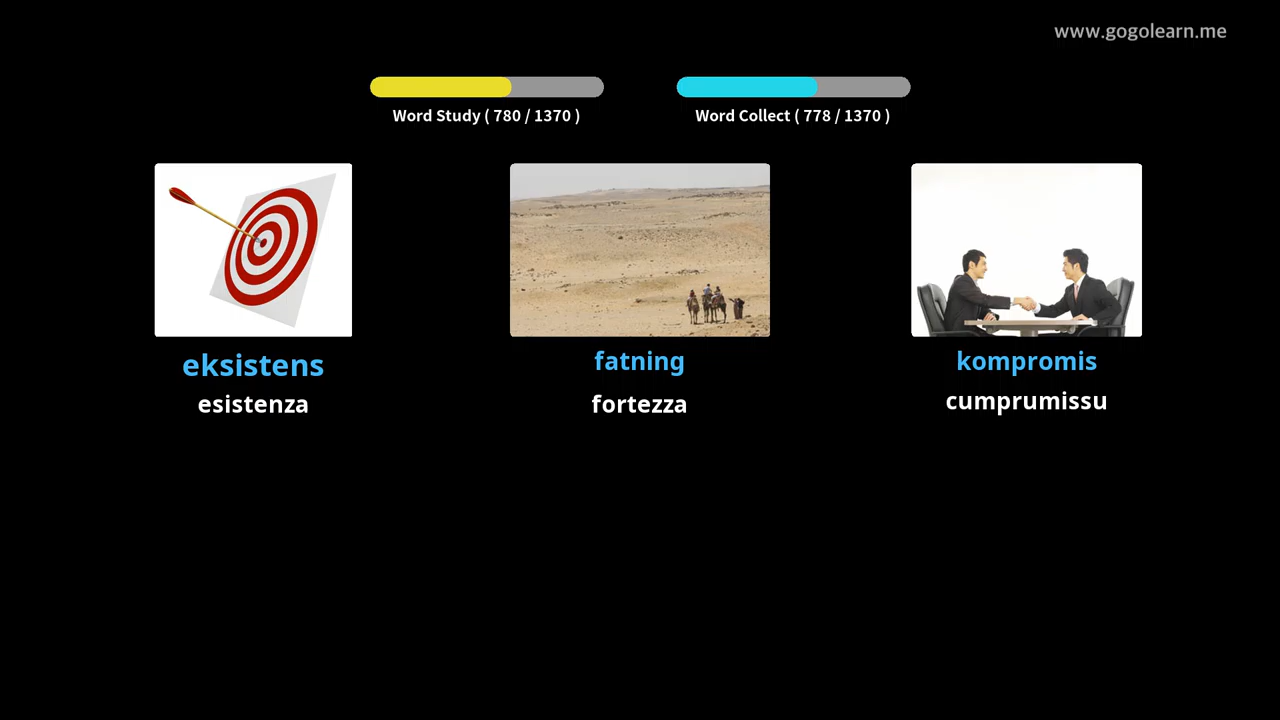 www.gogolearn.me
Word Study ( 780 / 1370 )
Word Collect ( 778 / 1370 )
eksistens
esistenza
fatning
fortezza
kompromis
cumprumissu